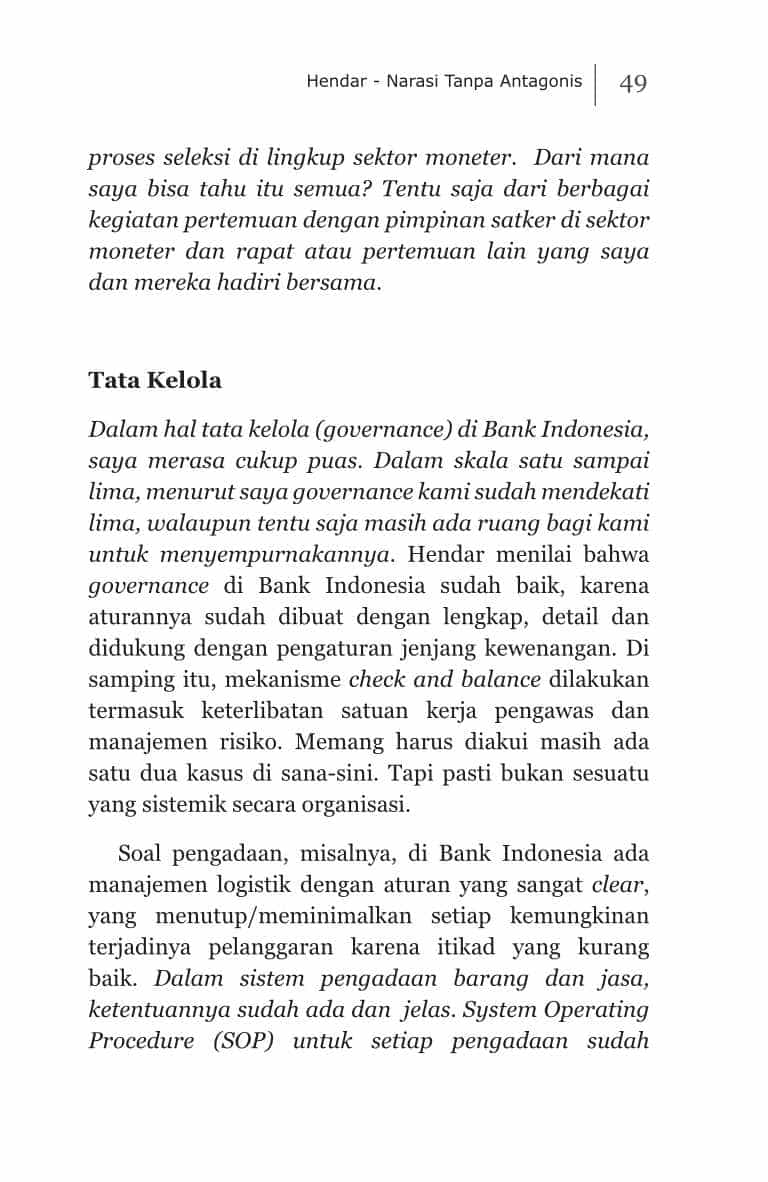 Hendar - Narasi Tanpa Antagonis 49
proses seleksi di lingkup sektor moneter. Dari mana
saya bisa tahu itu semua? Tentu saja dari berbagai
kegiatan pertemuan dengan pimpinan satker di sektor
moneter dan rapat atau pertemuan lain yang saya
dan mereka hadiri bersama.
Tata Kelola
Dalam hal tata kelola (governance) di Bank Indonesia,
saya merasa cukup puas. Dalam skala satu sampai
lima, menurut saya governance kami sudah mendekati
lima, walaupun tentu saja masih ada ruang bagi kami
untuk menyempurnakannya. Hendar menilai bahwa
governance di Bank Indonesia sudah baik, karena
aturannya sudah dibuat dengan lengkap, detail dan
didukung dengan pengaturan jenjang kewenangan. Di
samping itu, mekanisme check and balance dilakukan
termasuk keterlibatan satuan kerja pengawas dan
manajemen risiko. Memang harus diakui masih ada
satu dua kasus di sana-sini. Tapi pasti bukan sesuatu
yang sistemik secara organisasi.
Soal pengadaan, misalnya, di Bank Indonesia ada
manajemen logistik dengan aturan yang sangat clear,
yang menutup/meminimalkan setiap kemungkinan
terjadinya pelanggaran karena itikad yang kurang
baik. Dalam sistem pengadaan barang dan jasa,
ketentuannya sudah ada dan jelas. System Operating
Procedure (SOP) untuk setiap pengadaan sudah